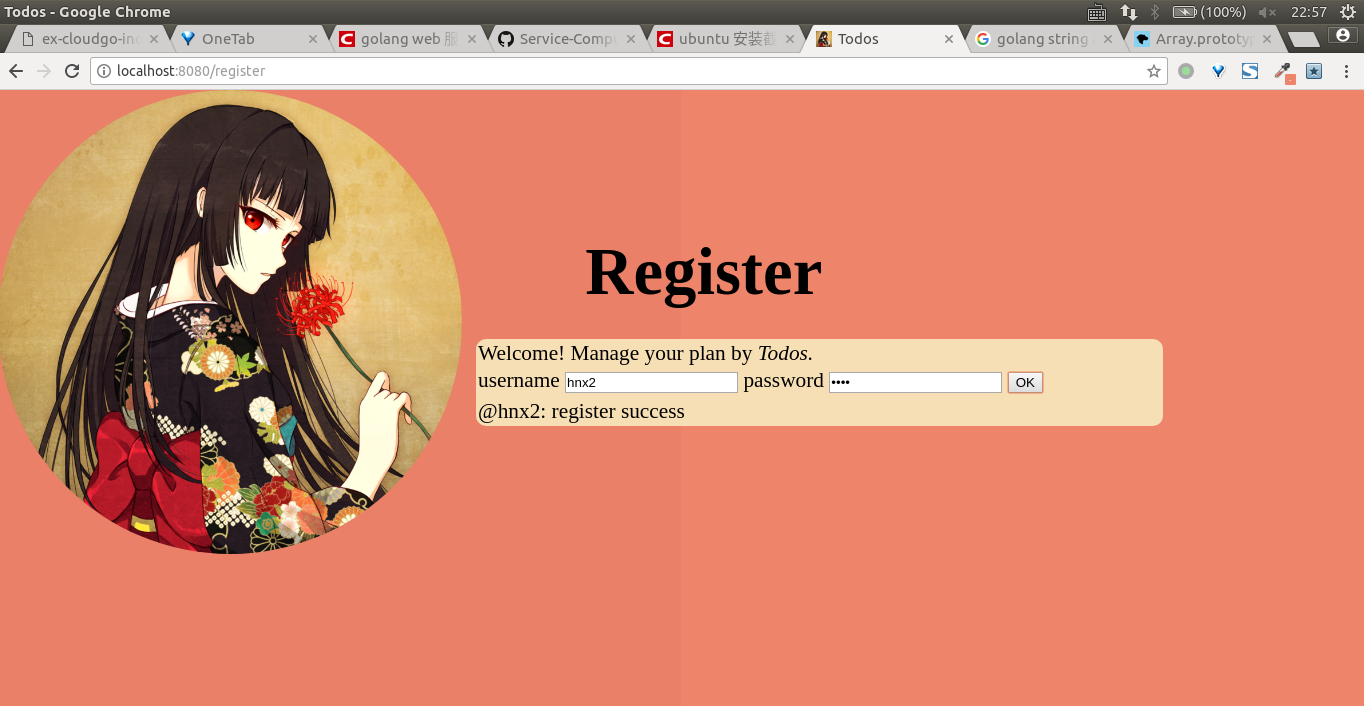 Todos - Google Chrome
(100%) 22:57
ex-cloudgo-in
OneTab
golang web 服
Service-Comp
ubuntu 安装截
Todos
golang string
Array.prototyp
localhost:8080/register
Register
Welcome! Manage your plan by Todos.
username hnx2 password •••• OK
@hnx2: register success